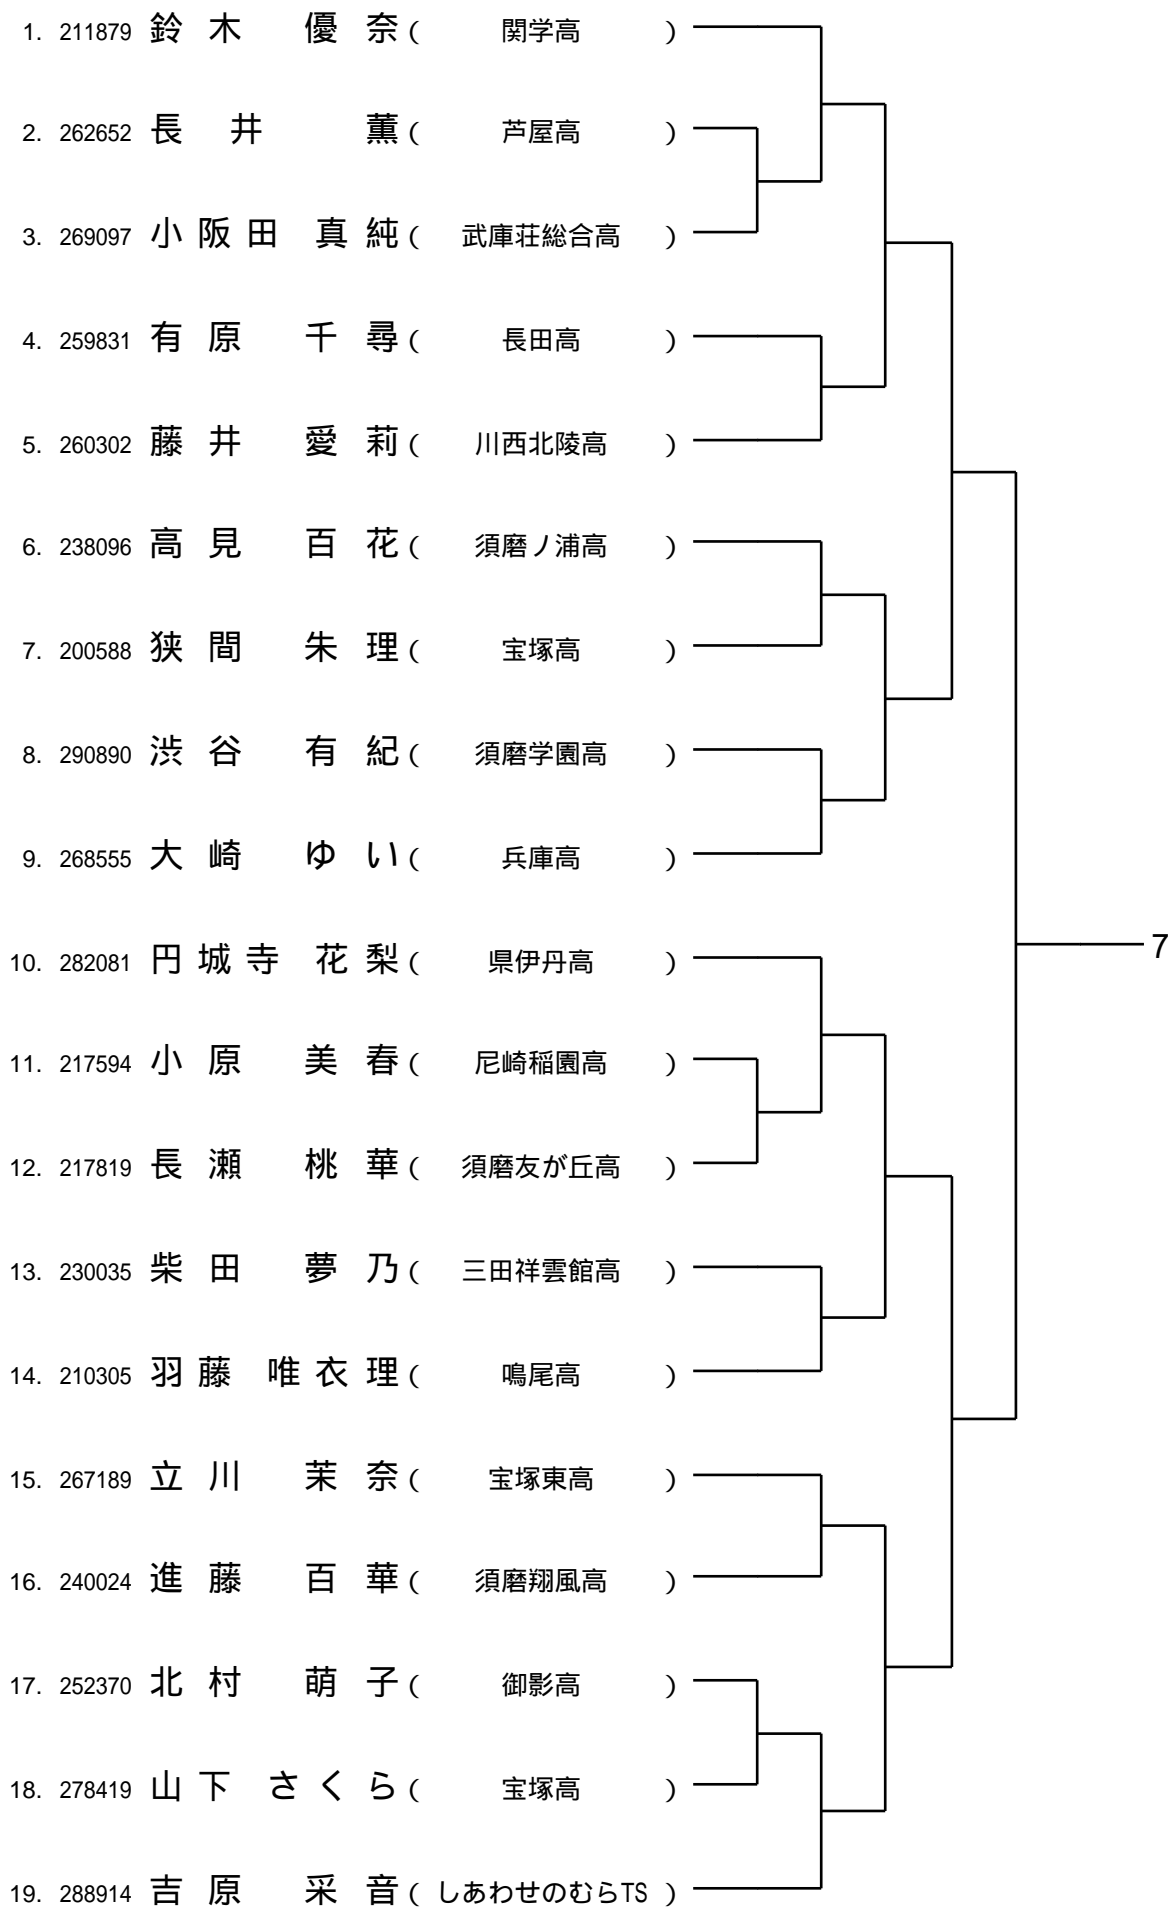 1. 211879 鈴木 優奈 ( 関学高 )
2. 262652 長井 薫 ( 芦屋高 )
3. 269097 小阪田 真純 ( 武庫荘総合高 )
4. 259831 有原 千尋 ( 長田高 )
5. 260302 藤井 愛莉 ( 川西北陵高 )
6. 238096 高見 百花 ( 須磨ノ浦高 )
7. 200588 狭間 朱理 ( 宝塚高 )
8. 290890 渋谷 有紀 ( 須磨学園高 )
9. 268555 大崎 ゆい ( 兵庫高 )
7
10. 282081 円城寺 花梨 ( 県伊丹高 )
11. 217594 小原 美春 ( 尼崎稲園高 )
12. 217819 長瀬 桃華 ( 須磨友が丘高 )
13. 230035 柴田 夢乃 ( 三田祥雲館高 )
14. 210305 羽藤 唯衣理 ( 鳴尾高 )
15. 267189 立川 茉奈 ( 宝塚東高 )
16. 240024 進藤 百華 ( 須磨翔風高 )
17. 252370 北村 萌子 ( 御影高 )
18. 278419 山下 さくら ( 宝塚高 )
19. 288914 吉原 采音 ( しあわせのむらTS )